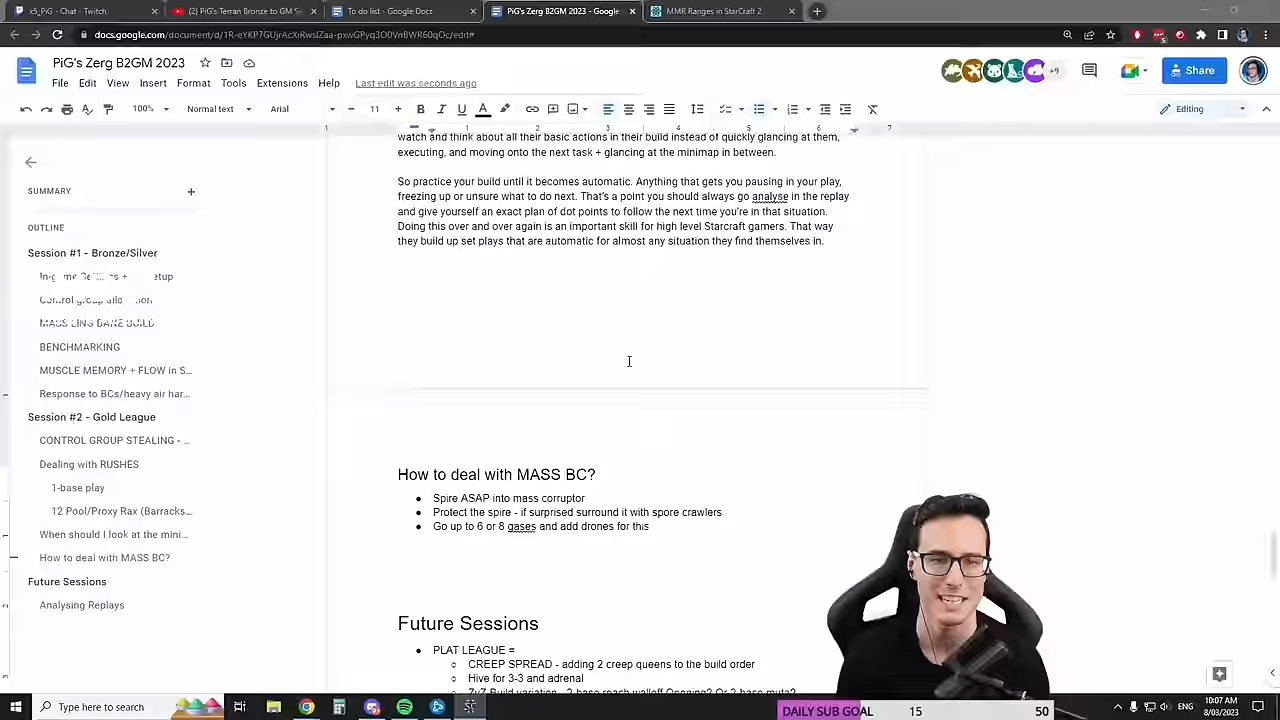 x5_PiG - Chat - Twitch
(2) PiG's Terran Bronze to GM S
To do list - Google Docs
PiG's Zerg B2GM 2023 - Google
MMR Ranges in StarCraft 2
PiG's Zerg B2GM 2023
File Edit View Insert Format Tools Extensions Help
Last edit was seconds ago
+9
Share
100% Normal text Arial 11
Editing
1 1 2 3 4 5 6 7
watch and think about all their basic actions in their build instead of quickly glancing at them,
executing, and moving onto the next task + glancing at the minimap in between.
So practice your build until it becomes automatic. Anything that gets you pausing in your play,
freezing up or unsure what to do next. That's a point you should always go analyse in the replay
and give yourself an exact plan of dot points to follow the next time you're in that situation.
Doing this over and over again is an important skill for high level Starcraft gamers. That way
they build up set plays that are automatic for almost any situation they find themselves in.
SUMMARY
OUTLINE
Session #1 - Bronze/Silver
MASS LING BANE BUILD
BENCHMARKING
MUSCLE MEMORY + FLOW in S...
Response to BCs/heavy air har...
Session #2 - Gold League
CONTROL GROUP STEALING - ...
Dealing with RUSHES
1-base play
12 Pool/Proxy Rax (Barracks...
When should I look at the mini...
How to deal with MASS BC?
Future Sessions
Analysing Replays
How to deal with MASS BC?
● Spire ASAP into mass corruptor
● Protect the spire - if surprised surround it with spore crawlers
● Go up to 6 or 8 gases and add drones for this
Future Sessions
● PLAT LEAGUE =
○ CREEP SPREAD - adding 2 creep queens to the build order
○ Hive for 3-3 and adrenal
Type here to search
ENG
10:07 AM
8/03/2023
DAILY SUB GOAL 15 50